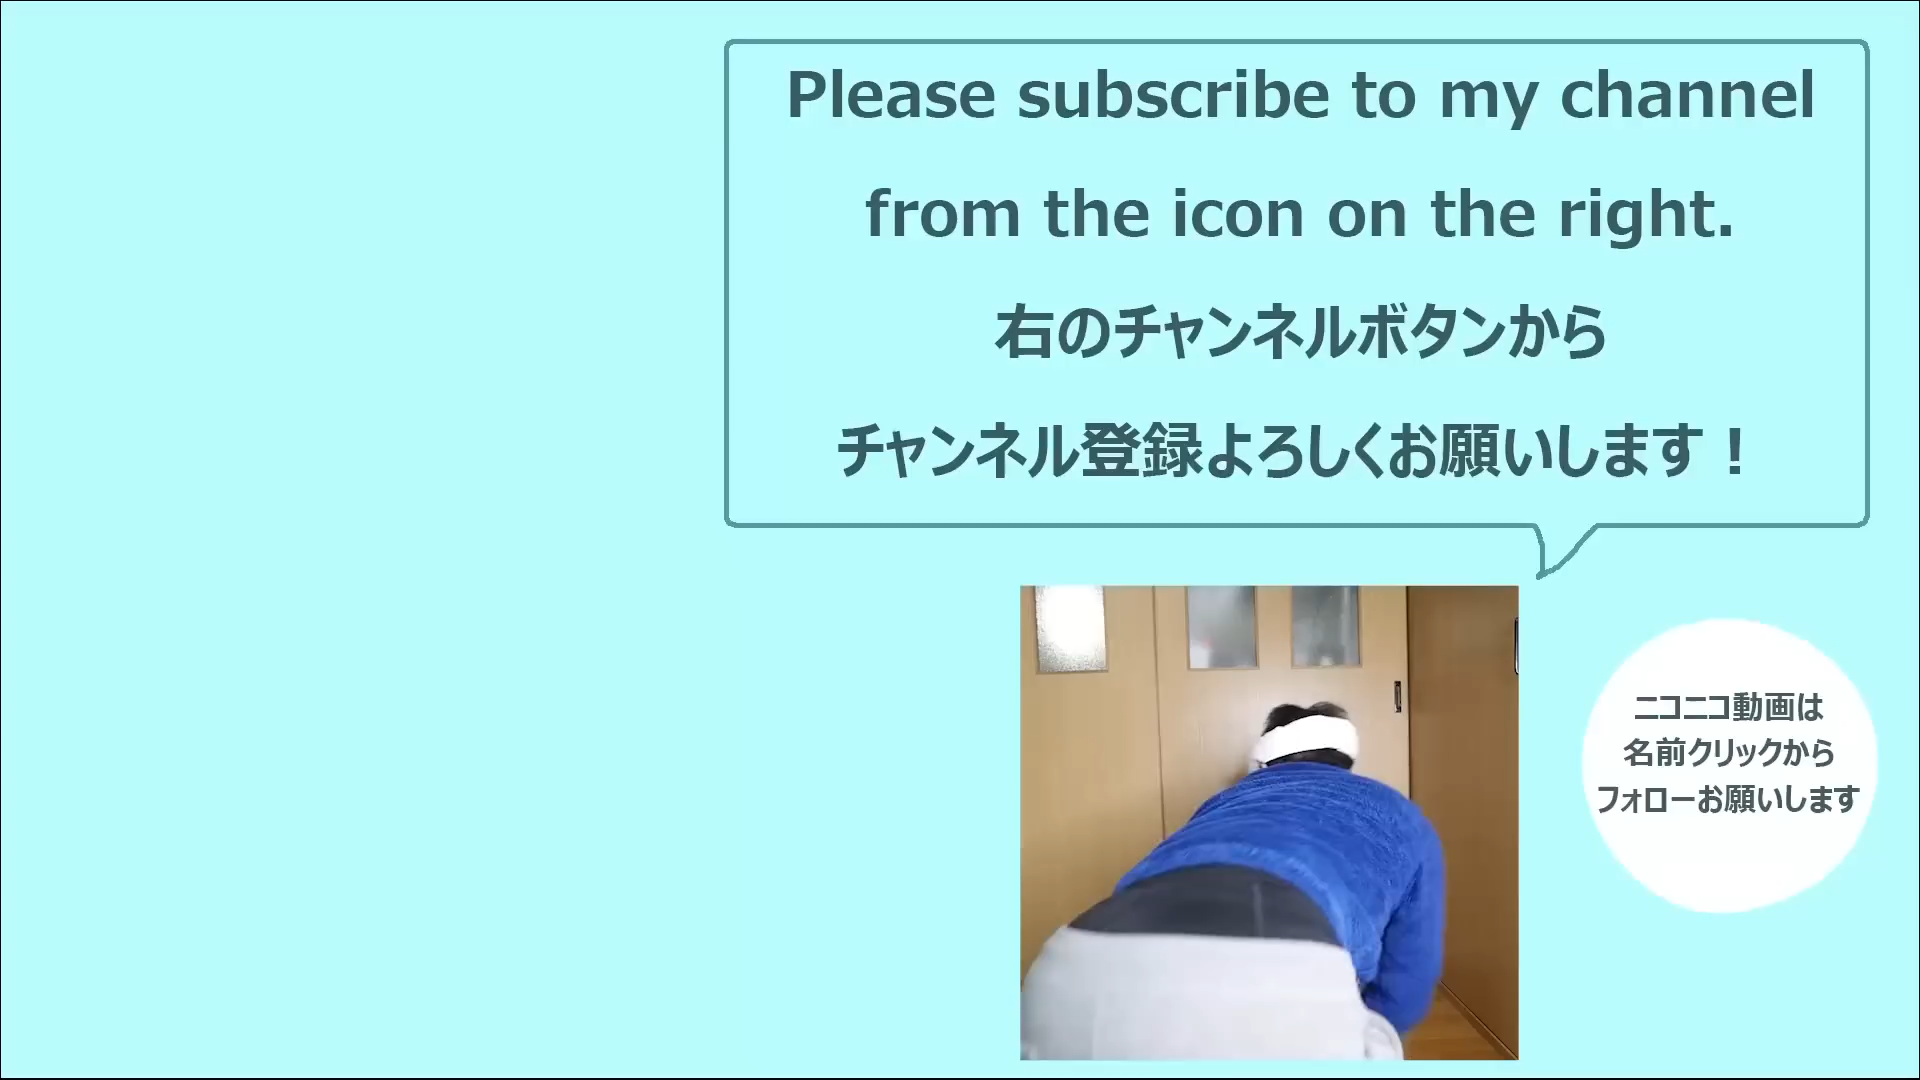 Please subscribe to my channel
from the icon on the right.
右のチャンネルボタンから
チャンネル登録よろしくお願いします！
ニコニコ動画は
名前クリックから
フォローお願いします